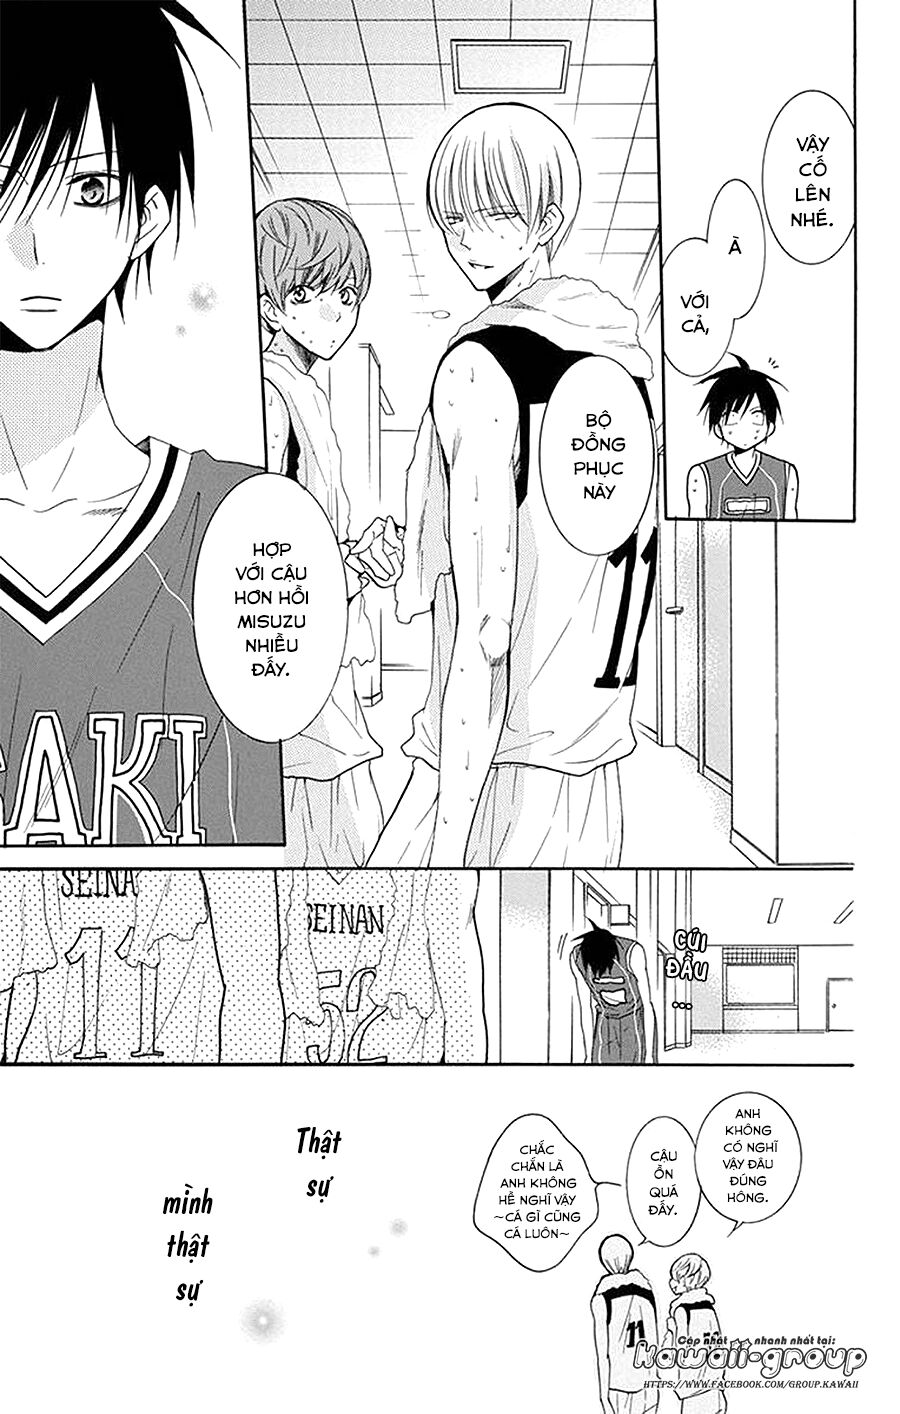 VẬY
CỐ
LÊN
NHÉ.
À
VỚI
CẢ,
BỘ
ĐỒNG
PHỤC
NÀY
11
HỢP
VỚI CẬU
HƠN HỒI
MISUZU
NHIỀU
ĐẤY.
GAKI
CÚI
ĐẦU
...
SEINAN
52
SEINA
11
ANH
KHÔNG
CÓ NGHĨ
VẬY ĐÂU
ĐÚNG
HÔNG.
CẬU
ỒN
QUÁ
ĐẤY.
CHẮC
CHẮN LÀ
ANH KHÔNG
HỀ NGHĨ VẬY
~CÁ GÌ CŨNG
CÁ LUÔN~
Thật
sự
mình
thật
sự
11
Cập nhật nhanh nhất tại:
kawaii-group
HTTPS://WWW.FACEBOOK.COM/GROUP.KAWAII